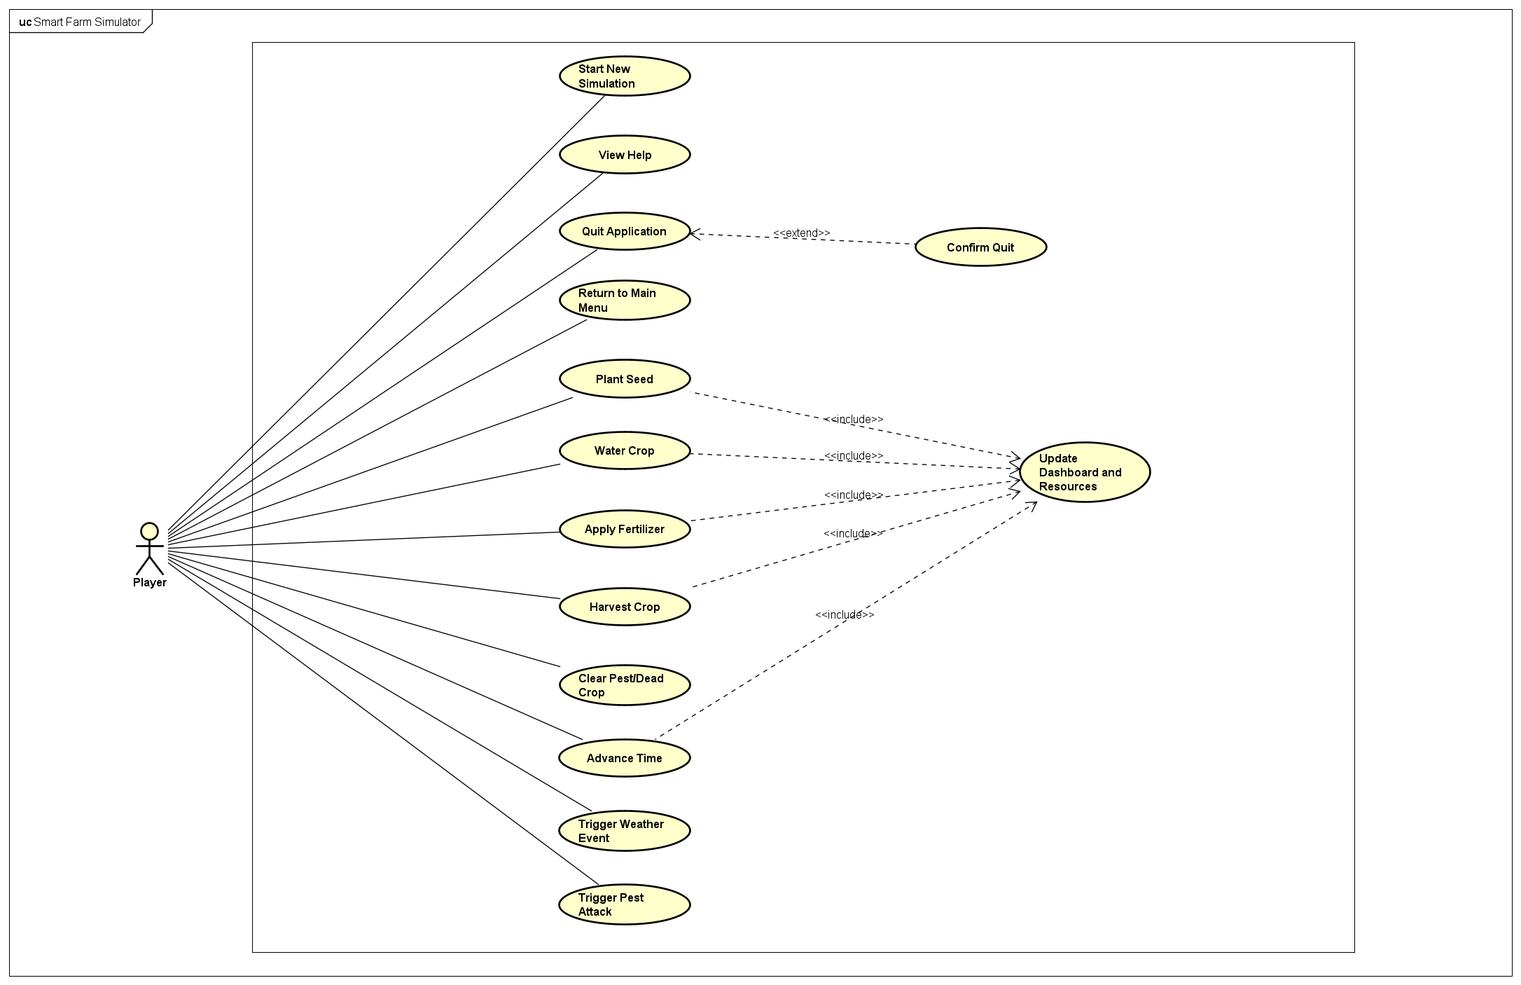 uc Smart Farm Simulator
Start New
Simulation
View Help
Quit Application
<<extend>>
Confirm Quit
Return to Main
Menu
Plant Seed
<<include>>
Water Crop
<<include>>
Update
Dashboard and
Resources
<<include>>
Apply Fertilizer
<<include>>
Player
Harvest Crop
<<include>>
Clear Pest/Dead
Crop
Advance Time
Trigger Weather
Event
Trigger Pest
Attack